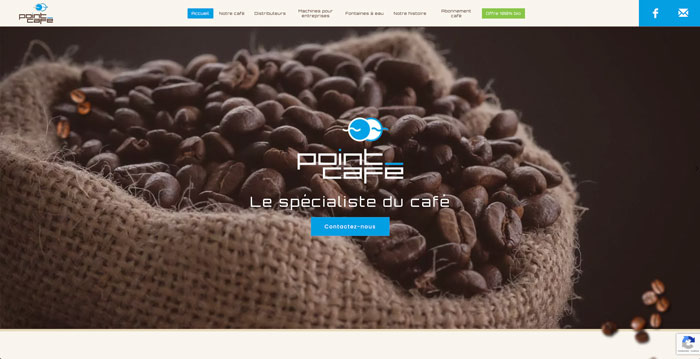 point
café
Accueil
Notre café
Distributeurs
Machines pour
entreprises
Fontaines à eau
Notre histoire
Abonnement
café
Offre 100% bio
point
café
Le spécialiste du café
Contactez-nous